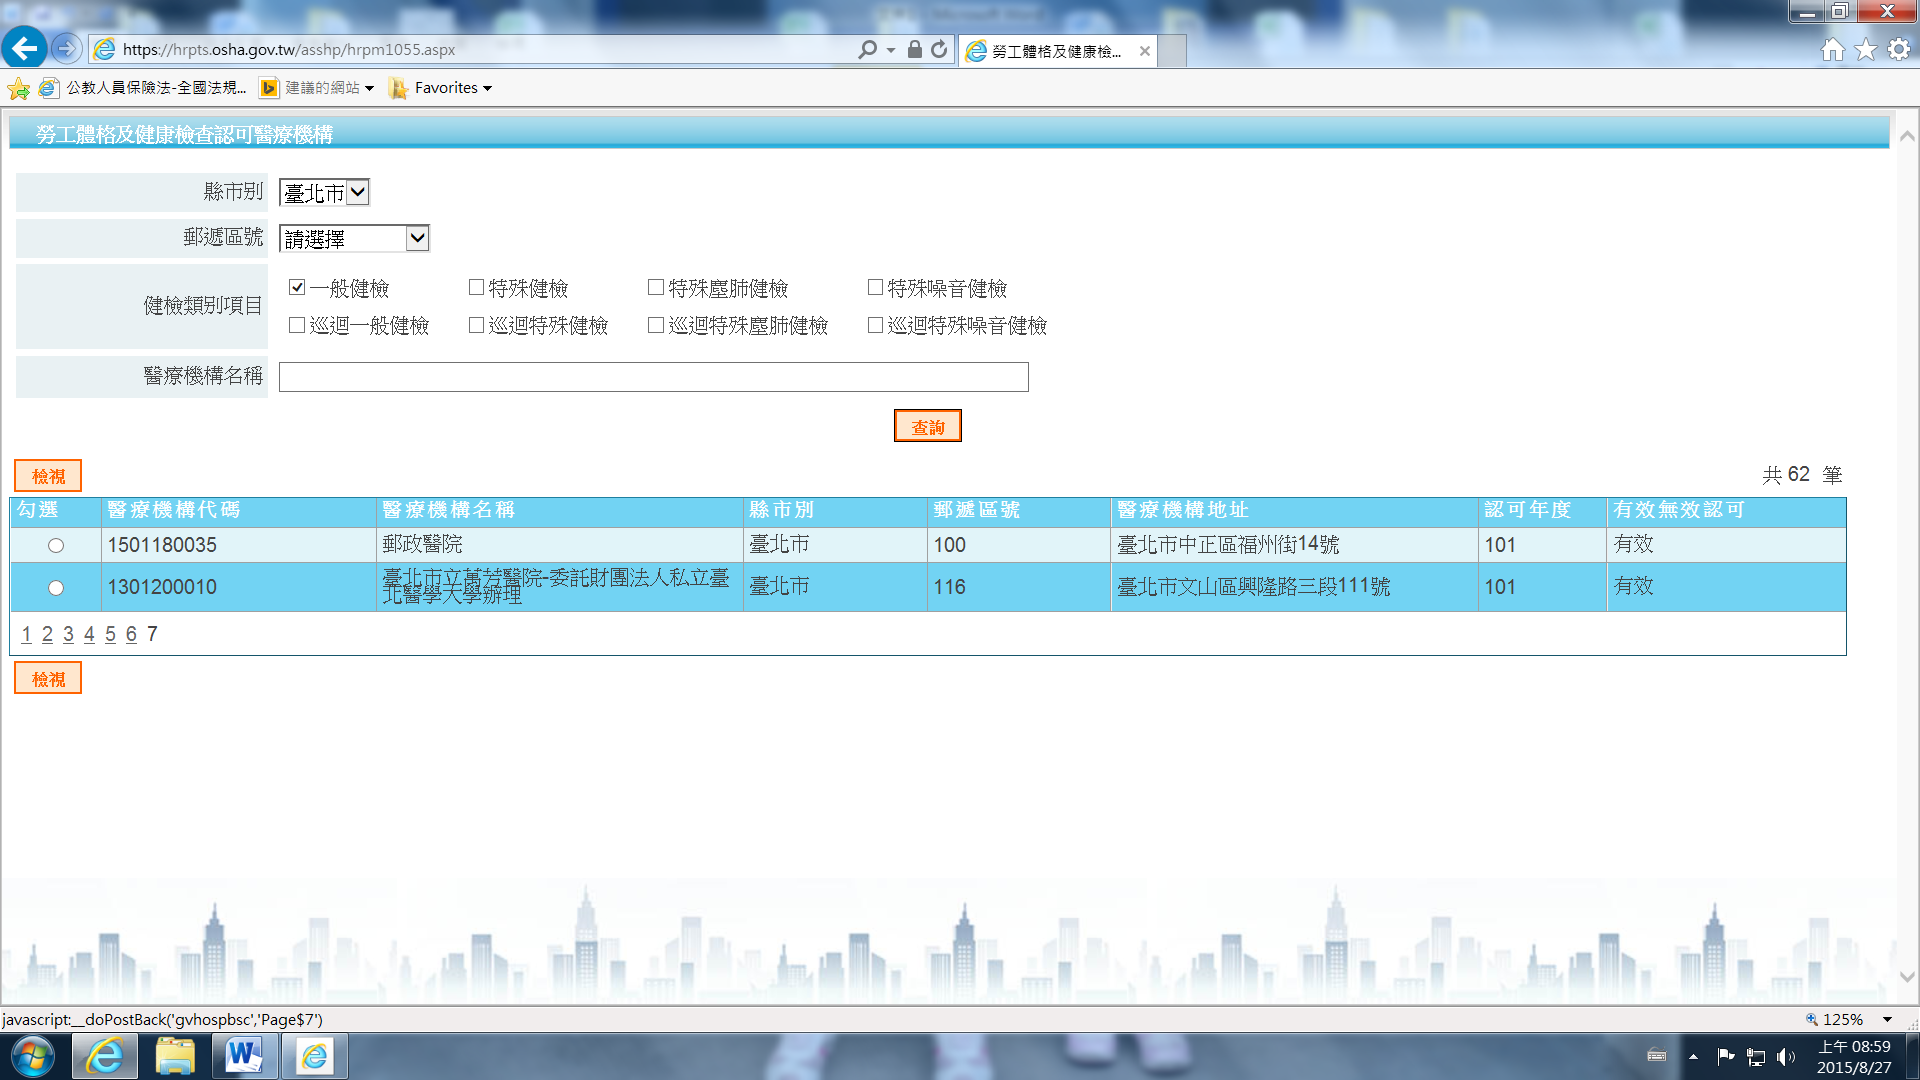 https://hrpts.osha.gov.tw/asshp/hrpm1055.aspx
勞工體格及健康檢...
公教人員保險法-全國法規...
建議的網站
Favorites
勞工體格及健康檢查認可醫療機構
縣市別 臺北市
郵遞區號 請選擇
健檢類別項目
一般健檢 特殊健檢 特殊塵肺健檢 特殊噪音健檢
巡迴一般健檢 巡迴特殊健檢 巡迴特殊塵肺健檢 巡迴特殊噪音健檢
醫療機構名稱
查詢
檢視
共 62 筆
勾選 醫療機構代碼 醫療機構名稱 縣市別 郵遞區號 醫療機構地址 認可年度 有效無效認可
1501180035 郵政醫院 臺北市 100 臺北市中正區福州街14號 101 有效
1301200010 臺北市立萬芳醫院-委託財團法人私立臺 臺北市 116 臺北市文山區興隆路三段111號 101 有效
北醫學大學辦理
1 2 3 4 5 6 7
檢視
javascript:__doPostBack('gvhospbsc','Page$7')
125%
上午 08:59
2015/8/27